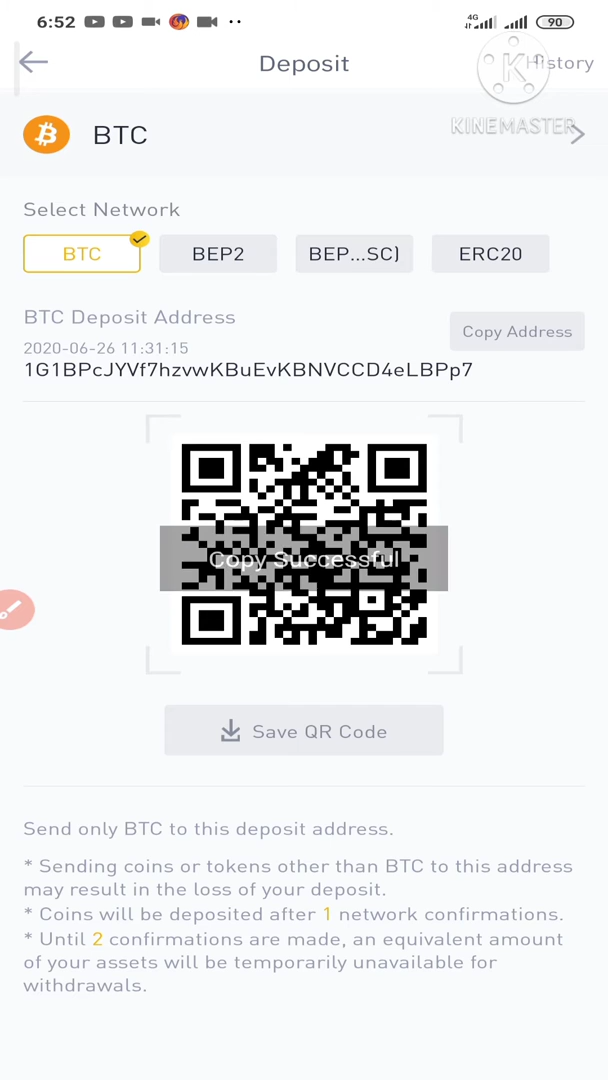 6:52
4G
90
Deposit
History
K
KINEMASTER
BTC
Select Network
BTC
BEP2
BEP...SC)
ERC20
BTC Deposit Address
Copy Address
2020-06-26 11:31:15
1G1BPcJYVf7hzvwKBuEvKBNVCCD4eLBPp7
Copy Successful
Save QR Code
Send only BTC to this deposit address.
* Sending coins or tokens other than BTC to this address
may result in the loss of your deposit.
* Coins will be deposited after 1 network confirmations.
* Until 2 confirmations are made, an equivalent amount
of your assets will be temporarily unavailable for
withdrawals.